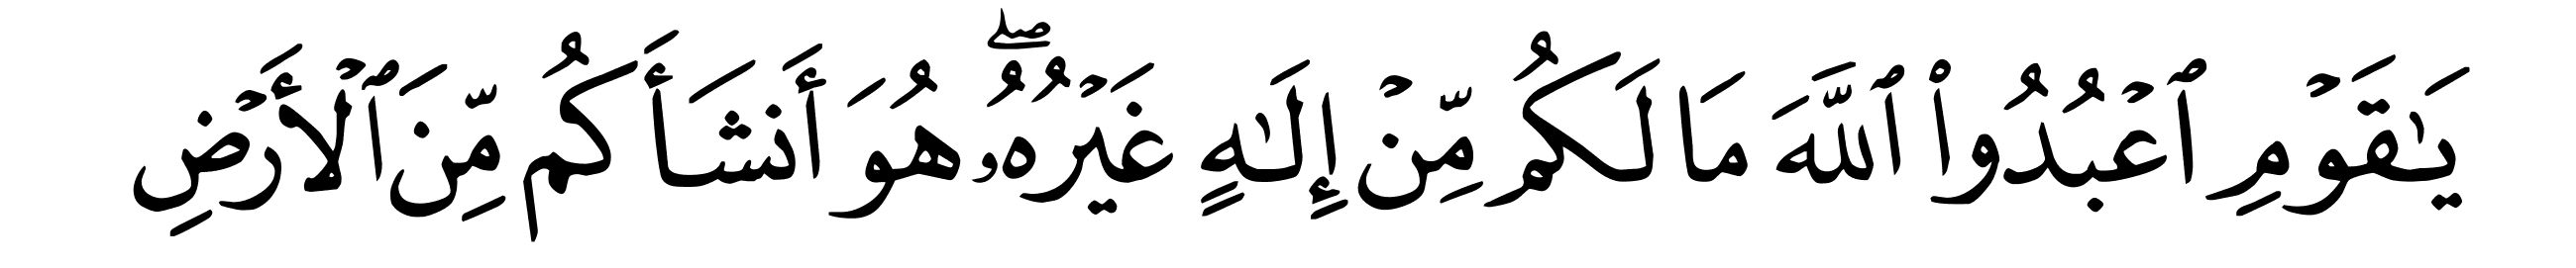 يَـٰقَوْمِ ٱعْبُدُوا۟ ٱللَّهَ مَا لَكُم مِّنْ إِلَـٰهٍ غَيْرُهُۥ ۖ هُوَ أَنشَأَكُم مِّنَ ٱلْأَرْضِ